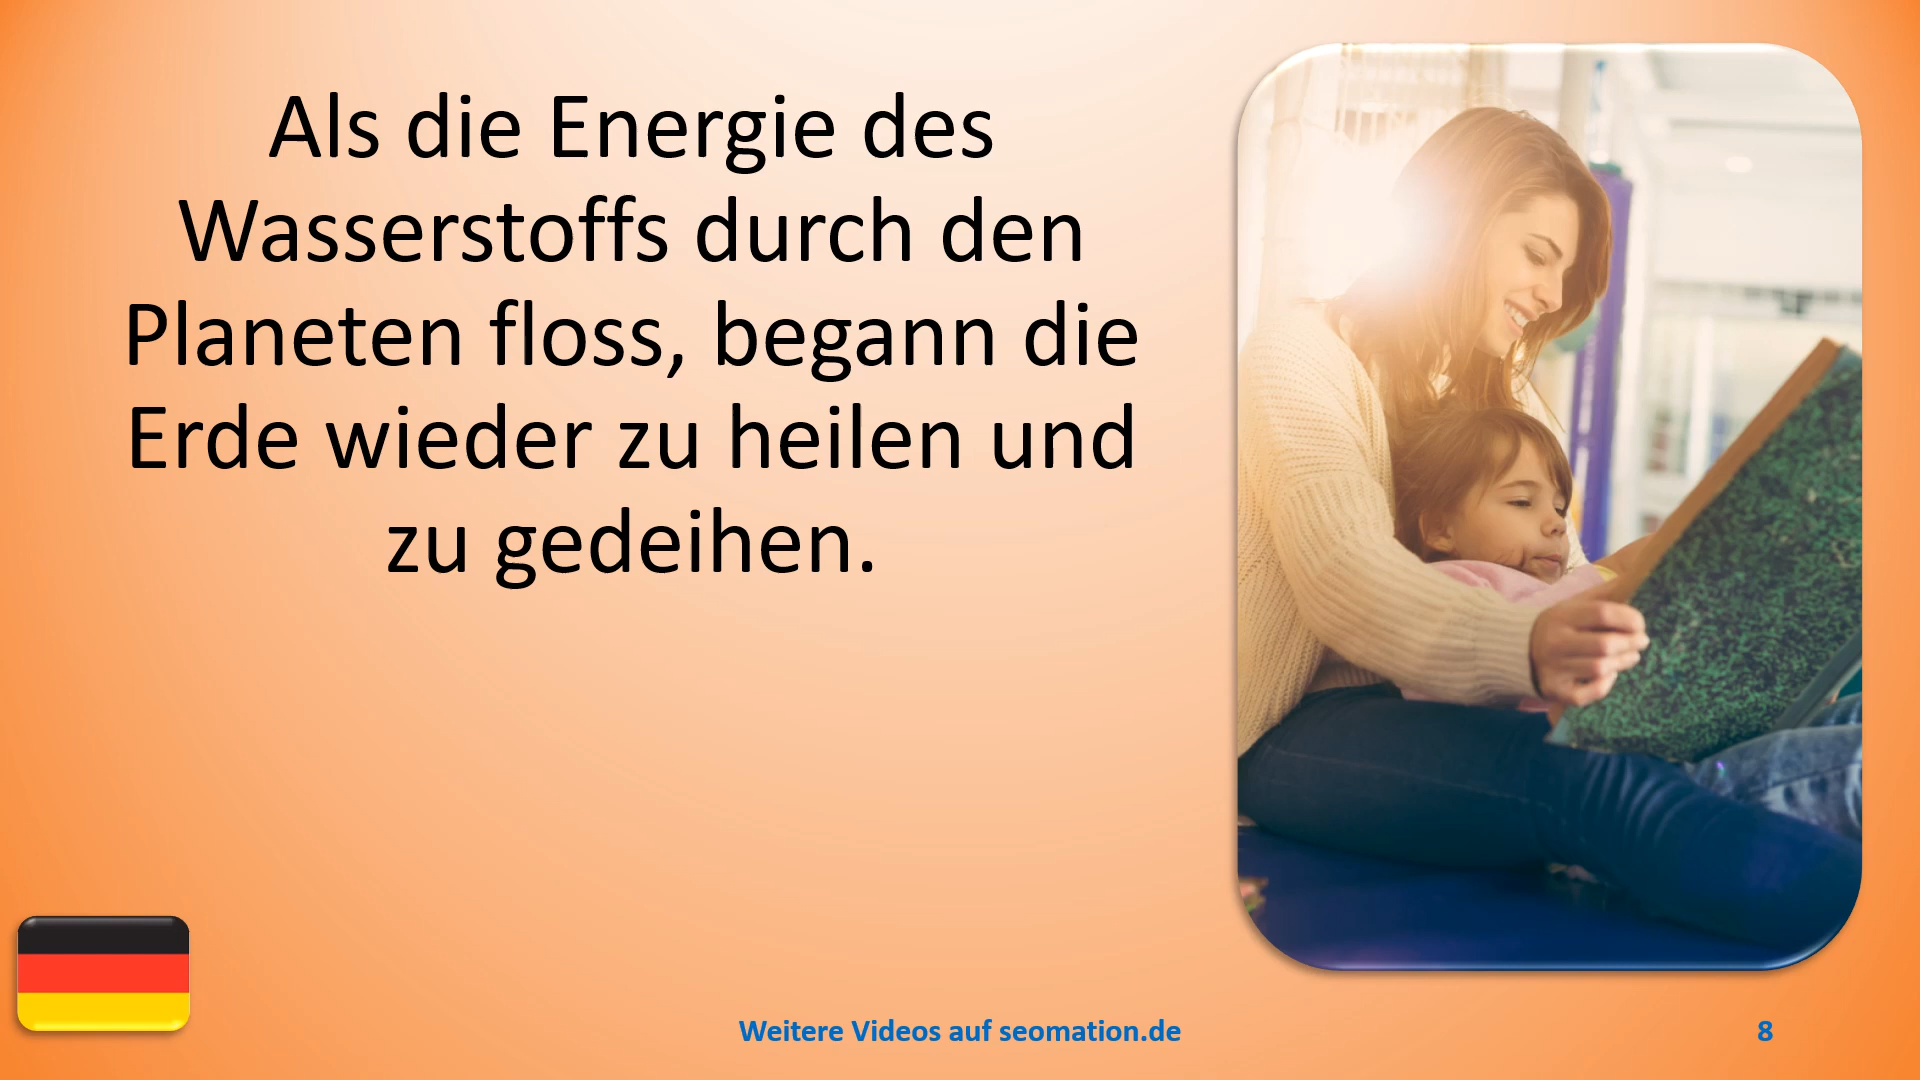 Als die Energie des
Wasserstoffs durch den
Planeten floss, begann die
Erde wieder zu heilen und
zu gedeihen.
Weitere Videos auf seomation.de
8